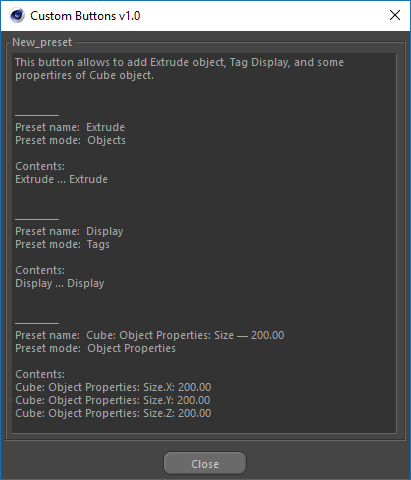 Custom Buttons v1.0
New_preset
This button allows to add Extrude object, Tag Display, and some
propertires of Cube object.
________
Preset name:  Extrude
Preset mode:  Objects
Contents:
Extrude ... Extrude
________
Preset name:  Display
Preset mode:  Tags
Contents:
Display ... Display
________
Preset name:  Cube: Object Properties: Size — 200.00
Preset mode:  Object Properties
Contents:
Cube: Object Properties: Size.X: 200.00
Cube: Object Properties: Size.Y: 200.00
Cube: Object Properties: Size.Z: 200.00
Close